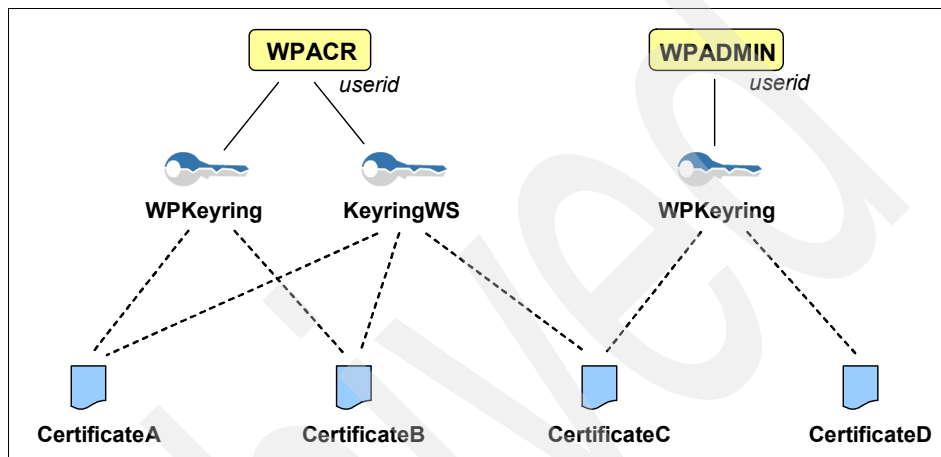 WPACR
WPADMIN
userid
userid
WPKeyring
KeyringWS
WPKeyring
CertificateA
CertificateB
CertificateC
CertificateD